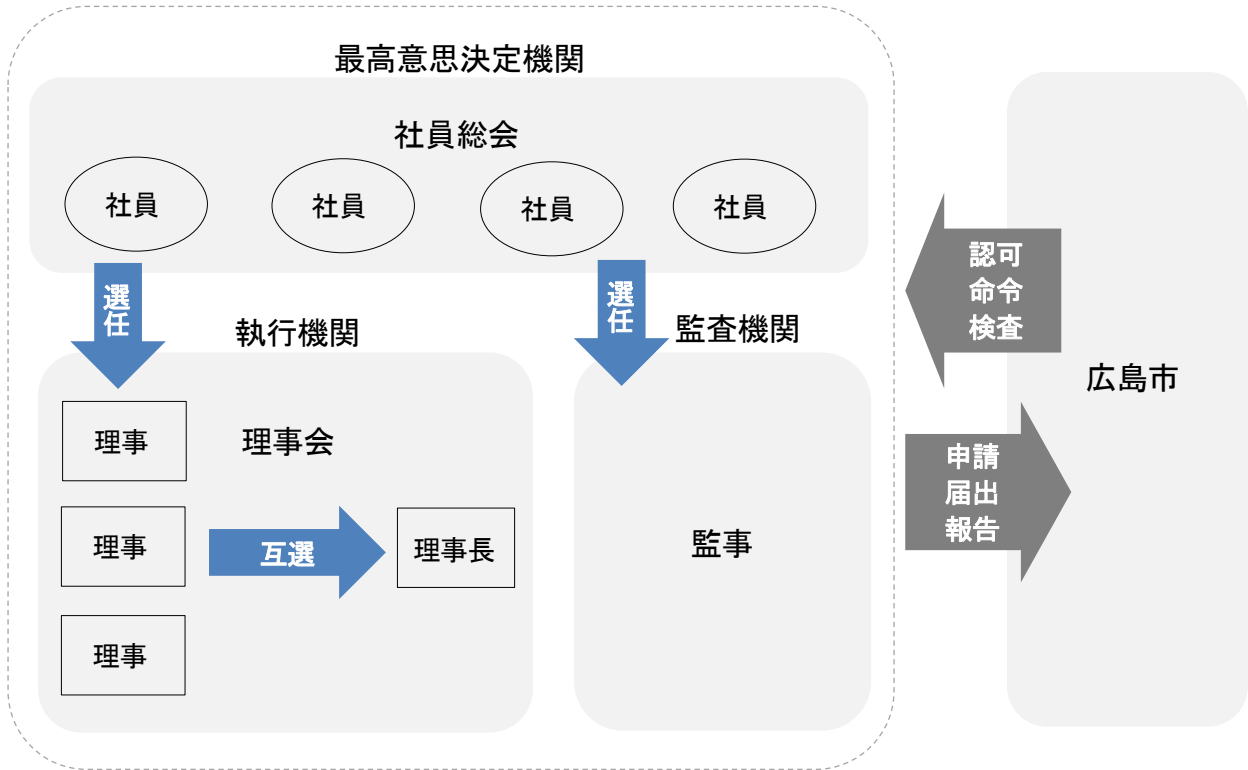 最高意思決定機関
社員総会
社員
社員
社員
社員
選任
選任
執行機関
監査機関
理事
理事会
理事
互選
理事長
理事
監事
認可
命令
検査
広島市
申請
届出
報告